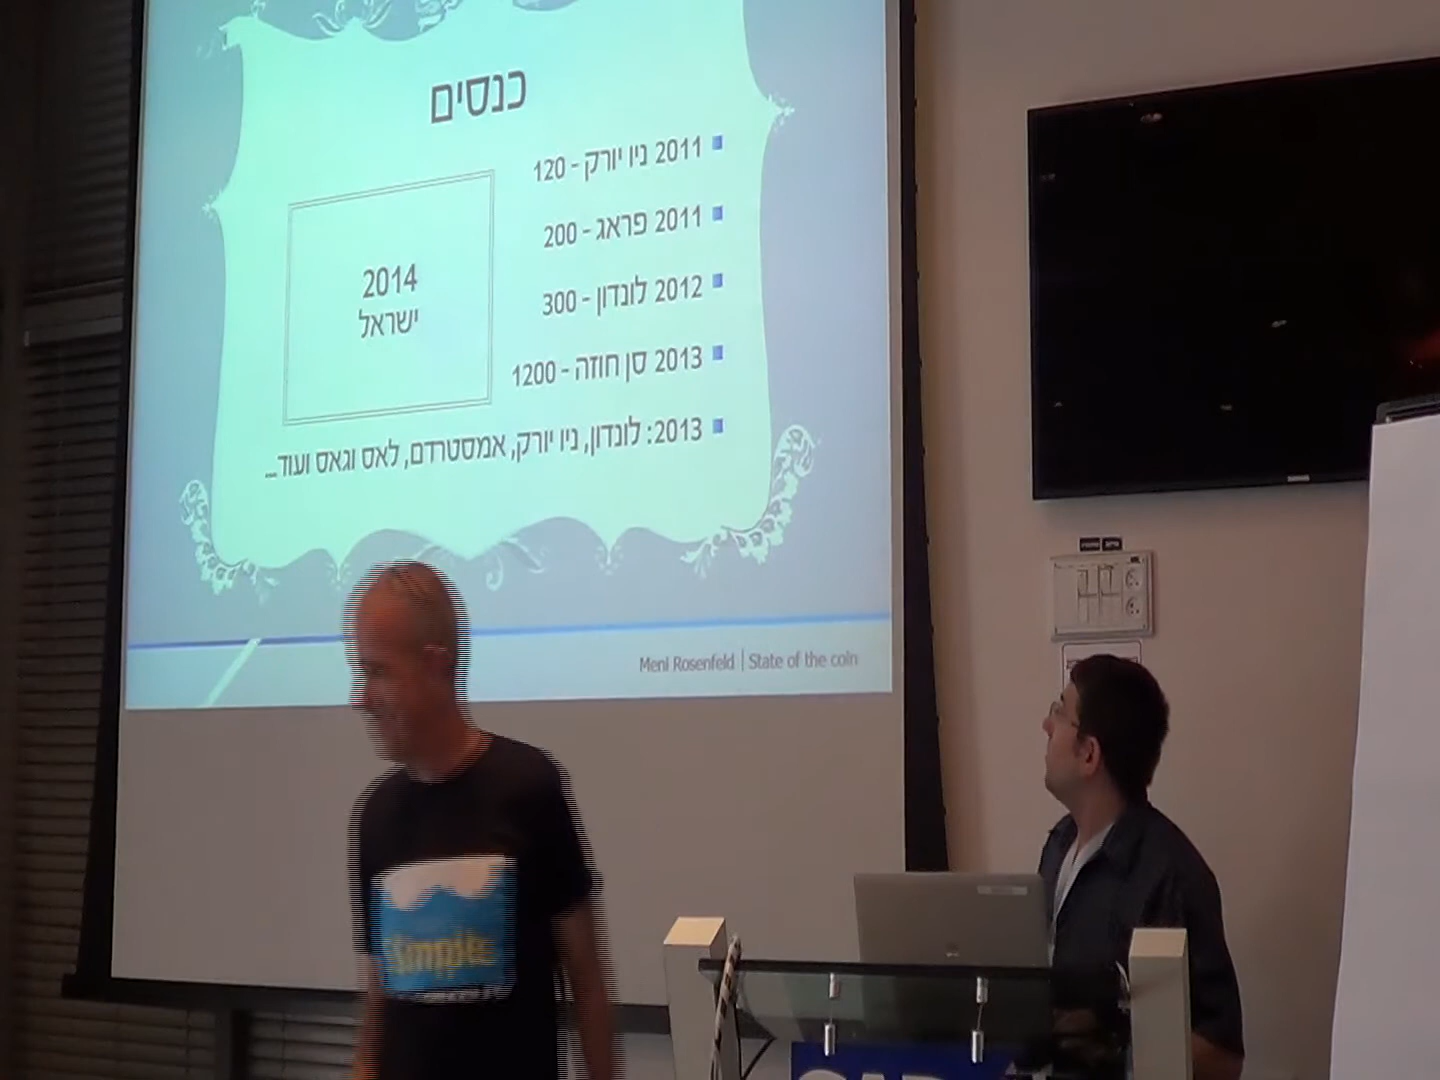 כנסים
2011 ניו יורק - 120
2011 פראג - 200
2012 לונדון - 300
2013 סן חוזה - 1200
2013: לונדון, ניו יורק, אמסטרדם, לאס וגאס ועוד...
2014
ישראל
Meni Rosenfeld | State of the coin
Simple